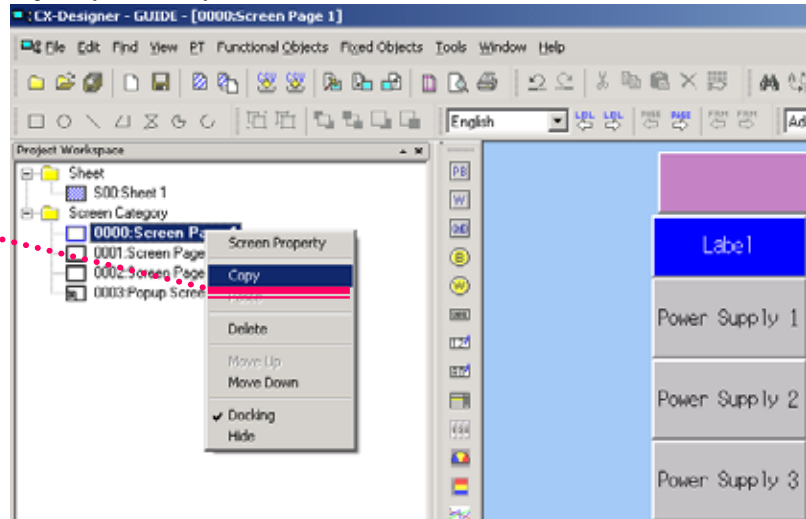 CX-Designer - GUIDE - [0000:Screen Page 1]
File Edit Find View PT Functional Objects Fixed Objects Tools Window Help
English
Ad
Project Workspace
Sheet
S00:Sheet 1
Screen Category
0000:Screen Pa
0001:Screen Page
0002:Screen Page
0003:Popup Scree
Screen Property
Copy
Delete
Move Up
Move Down
Docking
Hide
PB
W
B
W
Label
Power Supply 1
Power Supply 2
Power Supply 3